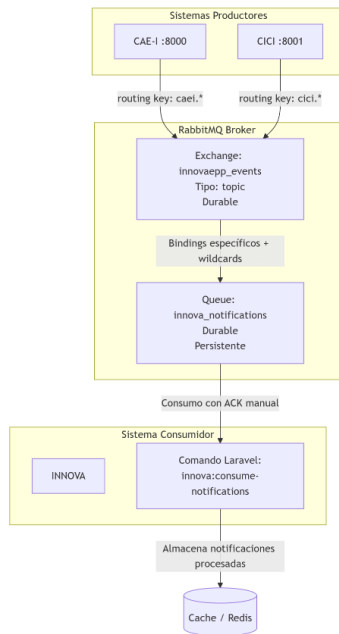 Sistemas Productores
CAE-I :8000
CICI :8001
routing key: caei.*
routing key: cici.*
RabbitMQ Broker
Exchange:
innovaepp_events
Tipo: topic
Durable
Bindings específicos +
wildcards
Queue:
innova_notifications
Durable
Persistente
Consumo con ACK manual
Sistema Consumidor
INNOVA
Comando Laravel:
innova:consume-
notifications
Almacena notificaciones
procesadas
Cache / Redis